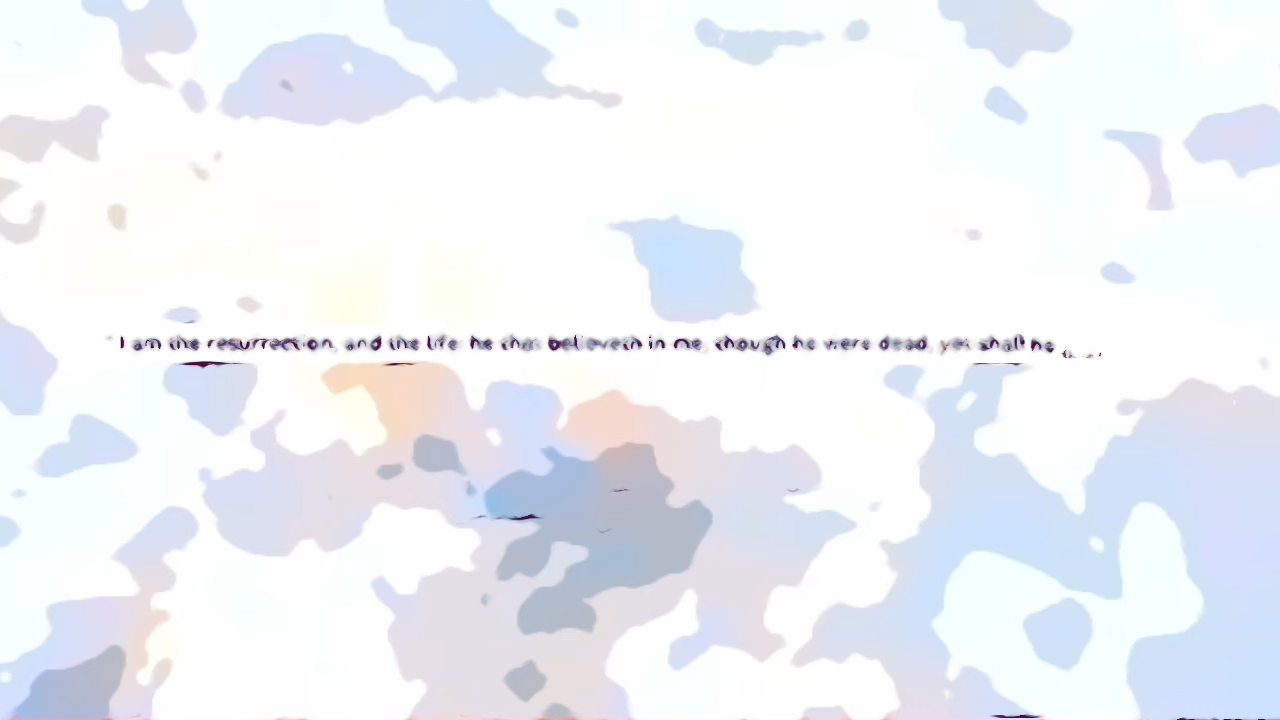 I am the resurrection, and the life he that believeth in me, though he were dead, yet shall he